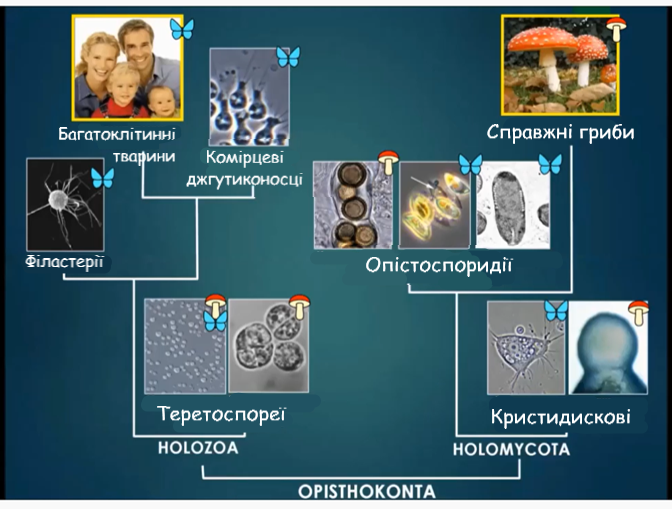 Багатоклітинні
тварини
Комірцеві
джгутиконосці
Справжні гриби
Філастерії
Опістоспоридії
Теретоспореї
Кристидискові
HOLOZOA
HOLOMYCOTA
OPISTHOKONTA